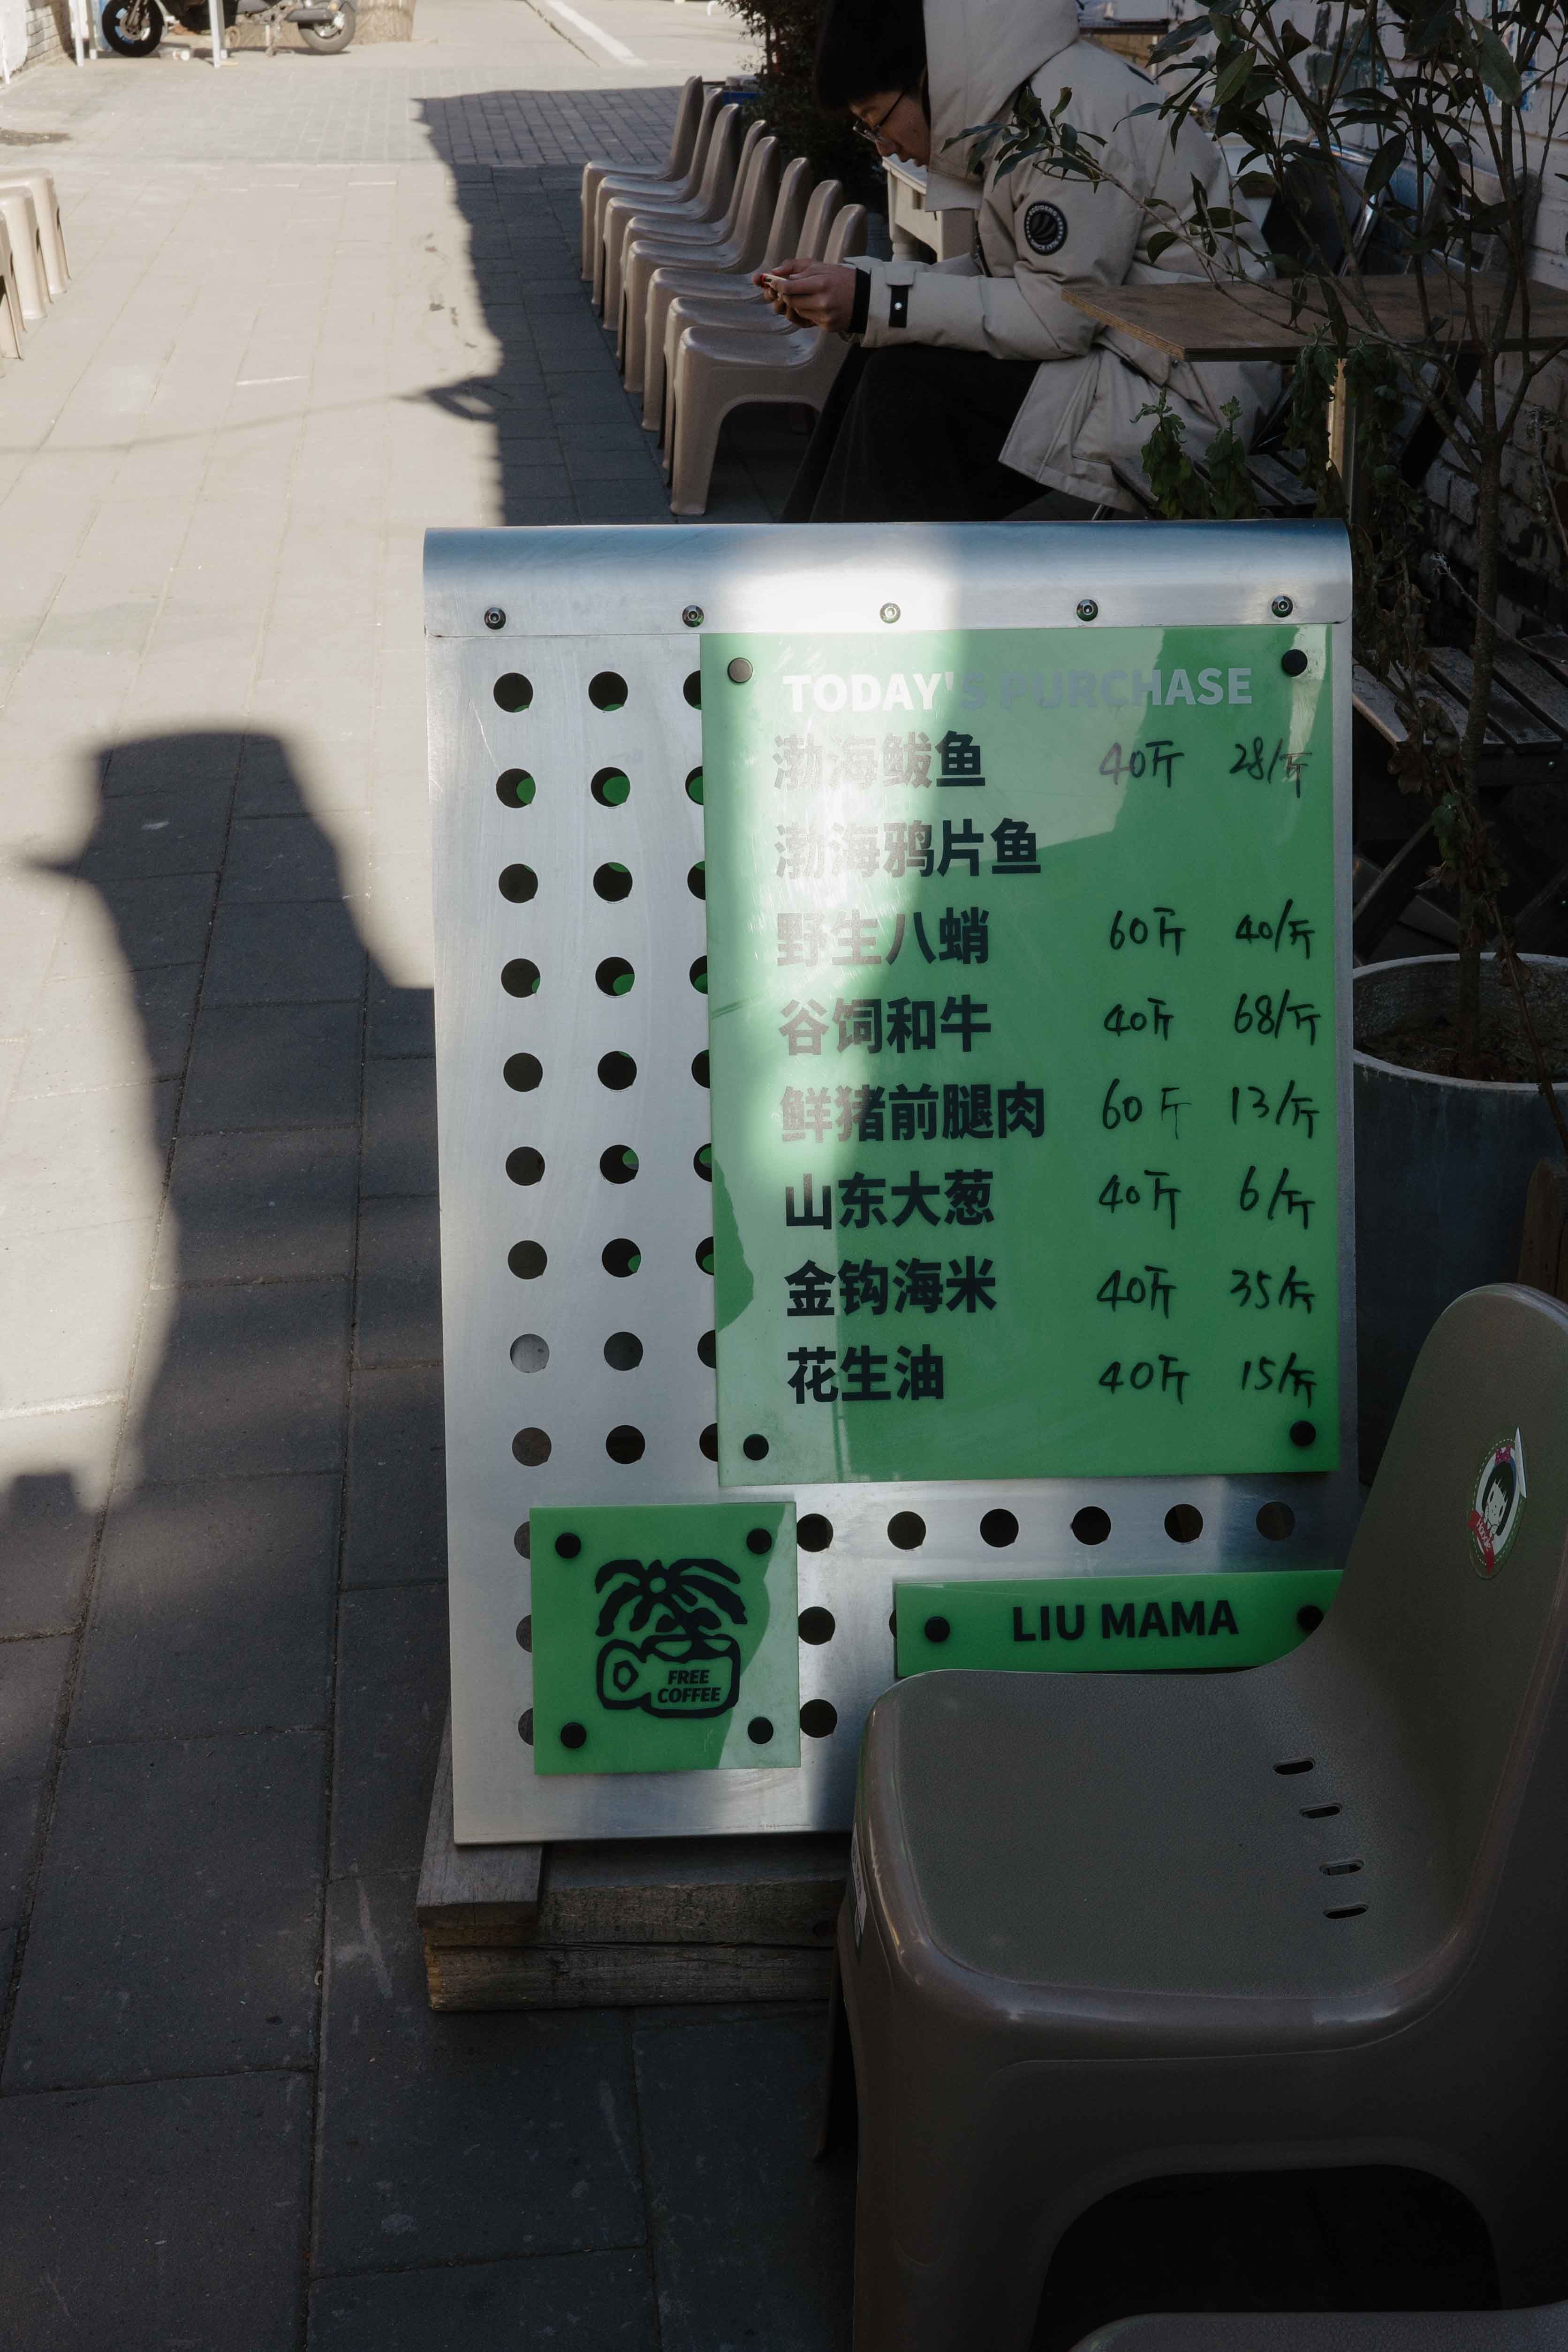 TODAY'S PURCHASE
渤海鲅鱼 40斤 28/斤
渤海鸦片鱼
野生八蛸 60斤 40/斤
谷饲和牛 40斤 68/斤
鲜猪前腿肉 60斤 13/斤
山东大葱 40斤 6/斤
金钩海米 40斤 35/斤
花生油 40斤 15/斤
FREE
COFFEE
LIU MAMA